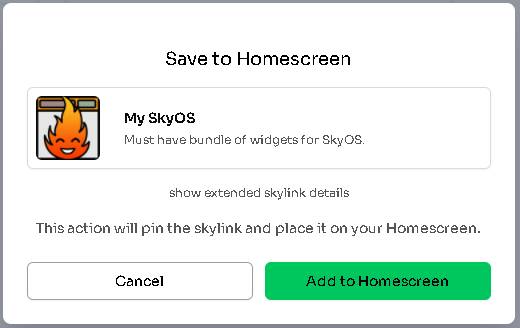 Save to Homescreen
My SkyOS
Must have bundle of widgets for SkyOS.
show extended skylink details
This action will pin the skylink and place it on your Homescreen.
Cancel
Add to Homescreen